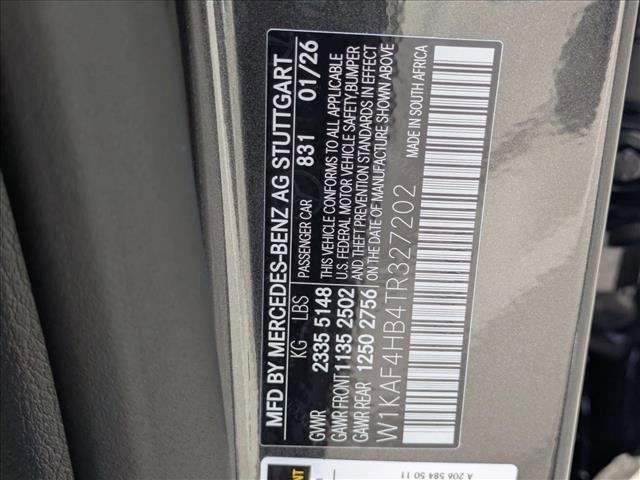 MFD BY MERCEDES-BENZ AG STUTTGART
KG LBS PASSENGER CAR 831 01/26
GVWR 2335 5148
GAWR FRONT 1135 2502
GAWR REAR 1250 2756
THIS VEHICLE CONFORMS TO ALL APPLICABLE
U.S. FEDERAL MOTOR VEHICLE SAFETY,BUMPER
AND THEFT PREVENTION STANDARDS IN EFFECT
ON THE DATE OF MANUFACTURE SHOWN ABOVE
W1KAF4HB4TR327202
MADE IN SOUTH AFRICA
A 206 584 50 11